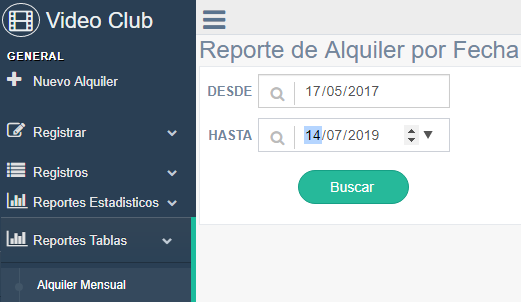 Video Club
GENERAL
Nuevo Alquiler
Registrar
Registros
Reportes Estadisticos
Reportes Tablas
Alquiler Mensual
Reporte de Alquiler por Fecha
DESDE 17/05/2017
HASTA 14/07/2019
Buscar